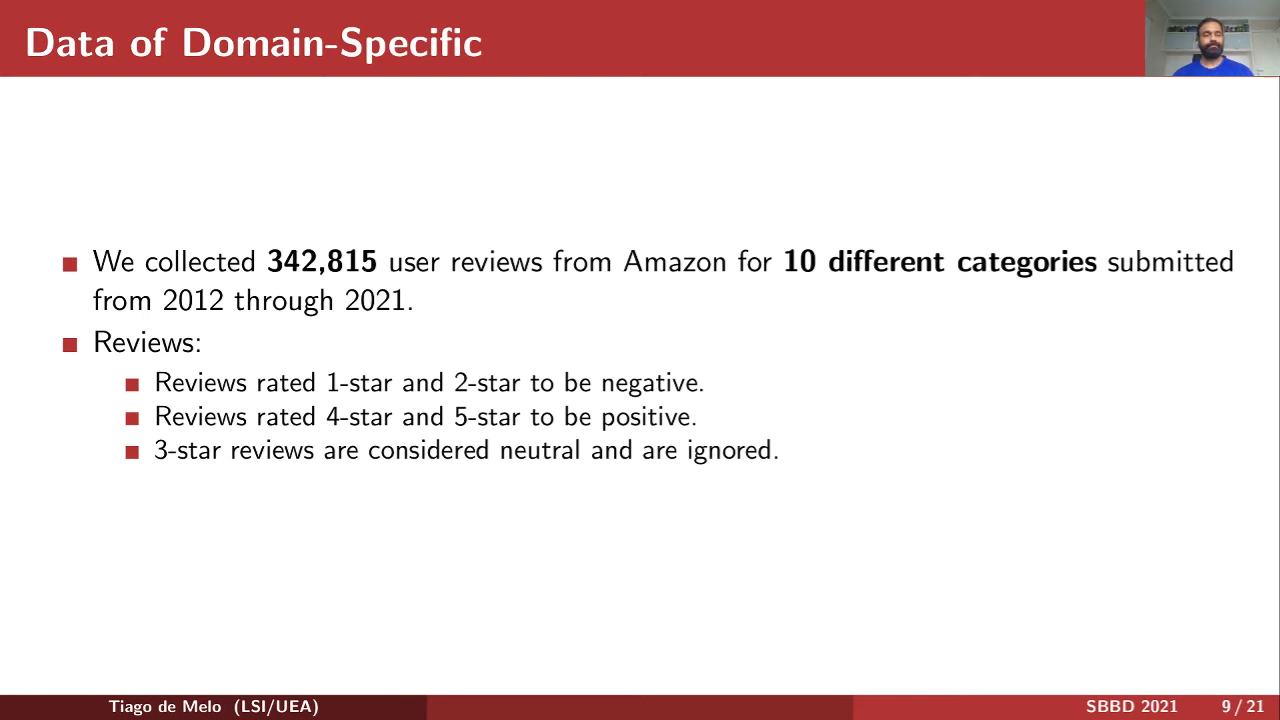 Data of Domain-Specific
We collected 342,815 user reviews from Amazon for 10 different categories submitted
from 2012 through 2021.
Reviews:
Reviews rated 1-star and 2-star to be negative.
Reviews rated 4-star and 5-star to be positive.
3-star reviews are considered neutral and are ignored.
Tiago de Melo (LSI/UEA)
SBBD 2021
9 / 21